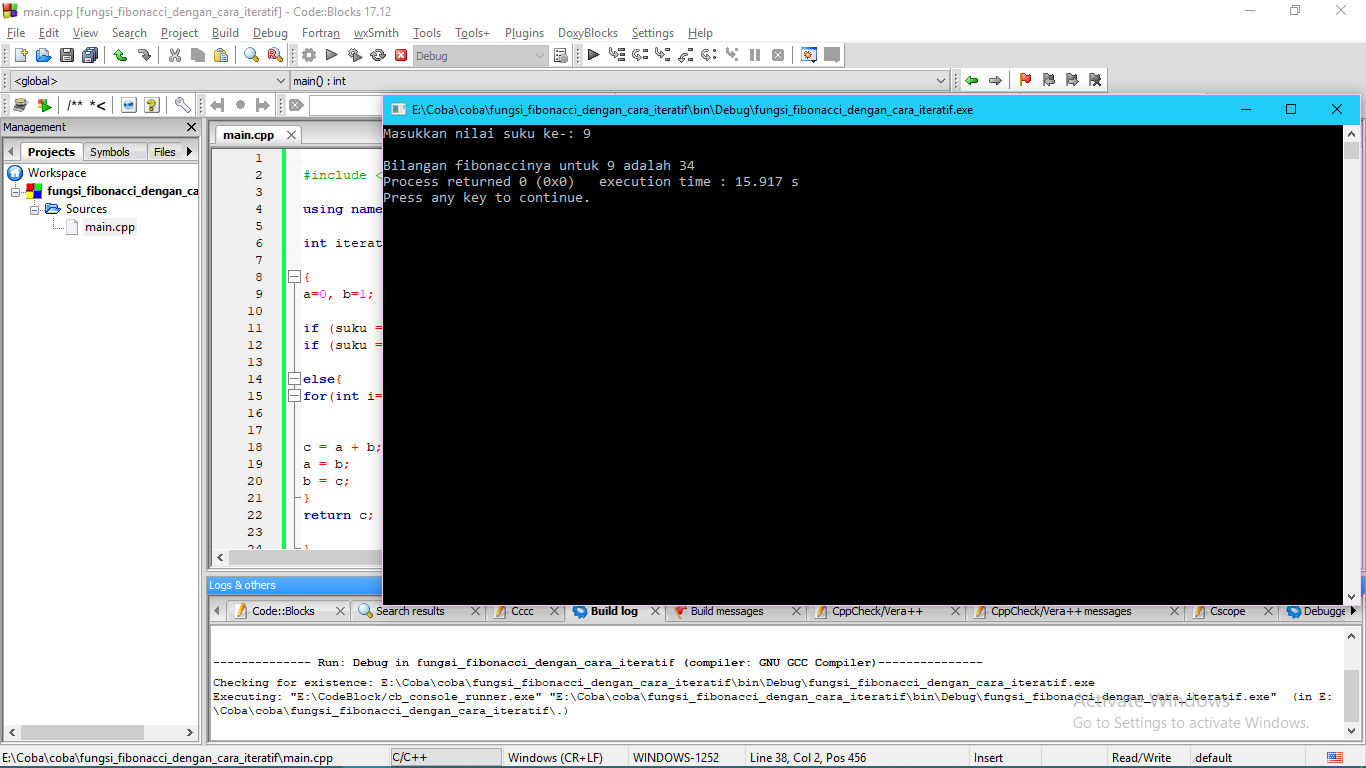 main.cpp [fungsi_fibonacci_dengan_cara_iteratif] - Code::Blocks 17.12
File Edit View Search Project Build Debug Fortran wxSmith Tools Tools+ Plugins DoxyBlocks Settings Help
Debug
<global> main() : int
/** *<
Management
Projects Symbols Files
Workspace
fungsi_fibonacci_dengan_ca
Sources
main.cpp
main.cpp
1
2 #include <
3
4 using name
5
6 int iterat
7
8 {
9 a=0, b=1;
10
11 if (suku =
12 if (suku =
13
14 else{
15 for(int i=
16
17
18 c = a + b;
19 a = b;
20 b = c;
21 }
22 return c;
23
24 }
E:\Coba\coba\fungsi_fibonacci_dengan_cara_iteratif\bin\Debug\fungsi_fibonacci_dengan_cara_iteratif.exe
Masukkan nilai suku ke-: 9
Bilangan fibonaccinya untuk 9 adalah 34
Process returned 0 (0x0) execution time : 15.917 s
Press any key to continue.
Logs & others
Code::Blocks Search results Cccc Build log Build messages CppCheck/Vera++ CppCheck/Vera++ messages Cscope Debugge
-------------- Run: Debug in fungsi_fibonacci_dengan_cara_iteratif (compiler: GNU GCC Compiler)---------------
Checking for existence: E:\Coba\coba\fungsi_fibonacci_dengan_cara_iteratif\bin\Debug\fungsi_fibonacci_dengan_cara_iteratif.exe
Executing: "E:\CodeBlock/cb_console_runner.exe" "E:\Coba\coba\fungsi_fibonacci_dengan_cara_iteratif\bin\Debug\fungsi_fibonacci_dengan_cara_iteratif.exe" (in E:
\Coba\coba\fungsi_fibonacci_dengan_cara_iteratif\.)
Activate Windows
Go to Settings to activate Windows.
E:\Coba\coba\fungsi_fibonacci_dengan_cara_iteratif\main.cpp C/C++ Windows (CR+LF) WINDOWS-1252 Line 38, Col 2, Pos 456 Insert Read/Write default